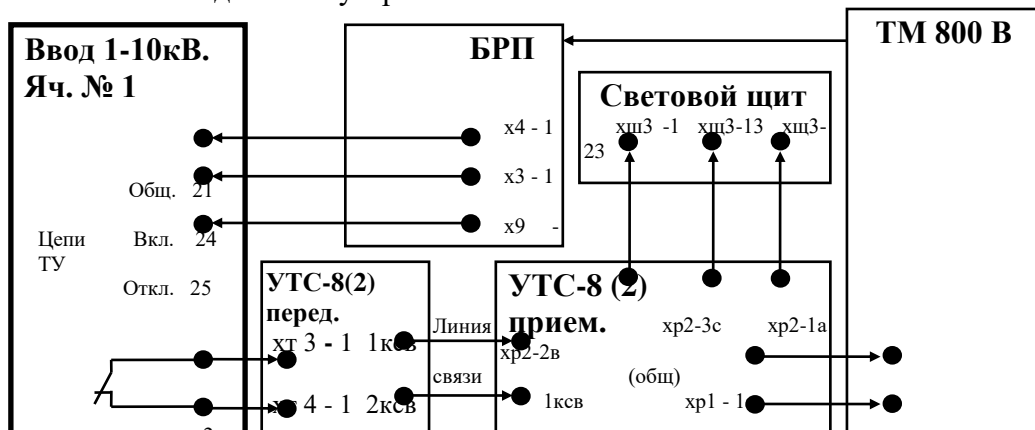 Ввод 1-10кВ.
Яч. № 1
Общ. 21
Цепи
ТУ
Вкл. 24
Откл. 25
БРП
х4 - 1
х3 - 1
х9 -
Световой щит
хш3 -1 хщ3-13 хщ3-
23
ТМ 800 В
УТС-8(2)
перед.
хт 3 - 1 1ксв
хт 4 - 1 2ксв
Линия
связи
УТС-8 (2)
прием.
хр2-3с хр2-1а
хр2-2в
(общ)
1ксв хр1 - 1